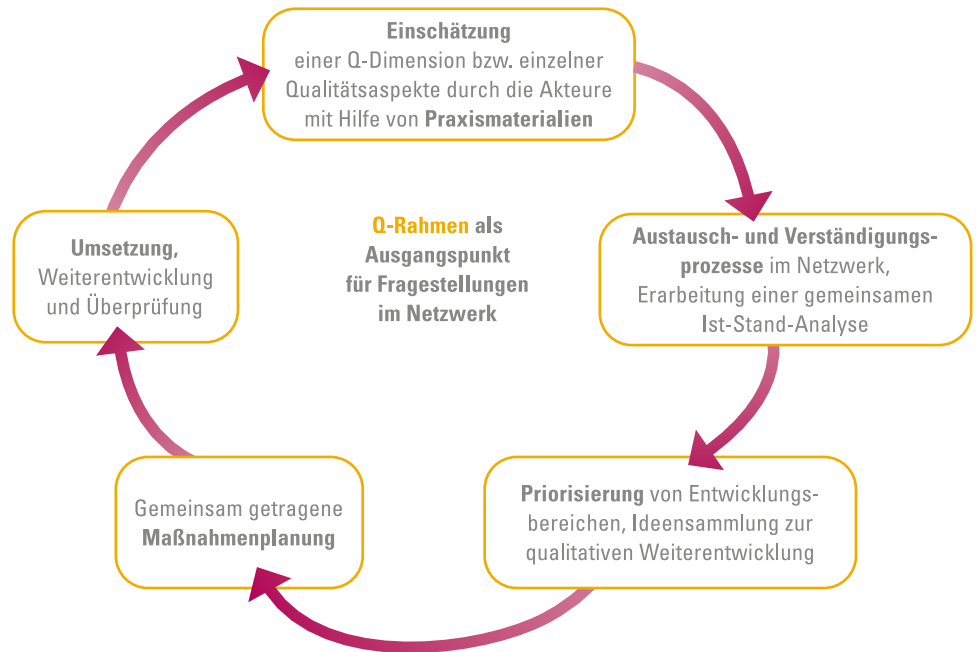 Einschätzung
einer Q-Dimension bzw. einzelner
Qualitätsaspekte durch die Akteure
mit Hilfe von Praxismaterialien
Austausch- und Verständigungs-
prozesse im Netzwerk,
Erarbeitung einer gemeinsamen
Ist-Stand-Analyse
Priorisierung von Entwicklungs-
bereichen, Ideensammlung zur
qualitativen Weiterentwicklung
Gemeinsam getragene
Maßnahmenplanung
Umsetzung,
Weiterentwicklung
und Überprüfung
Q-Rahmen als
Ausgangspunkt
für Fragestellungen
im Netzwerk